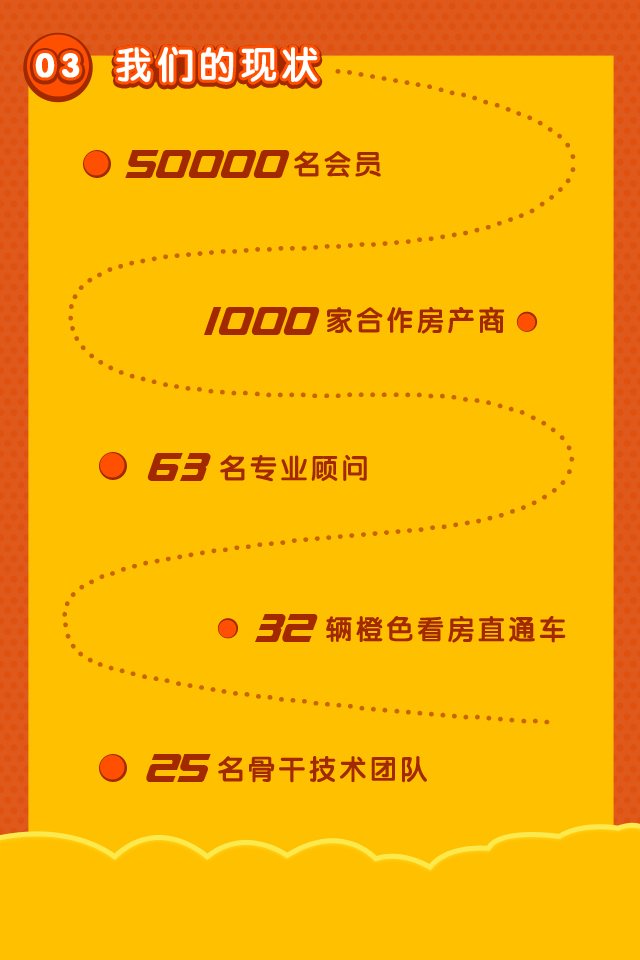 03 我们的现状
50000名会员
1000家合作房产商
63名专业顾问
32辆橙色看房直通车
25名骨干技术团队